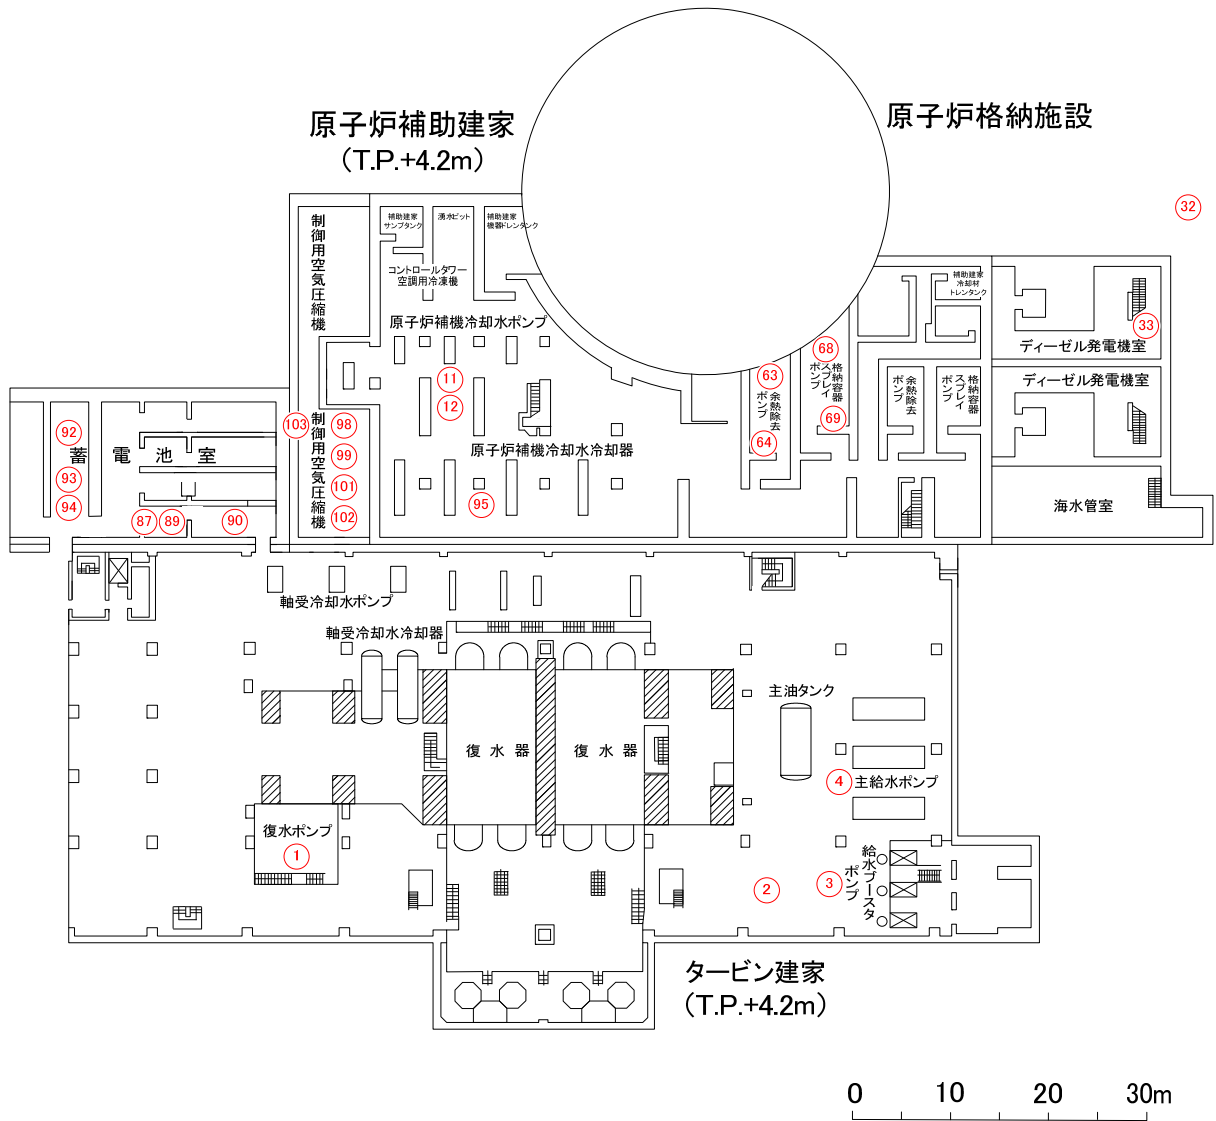 原子炉補助建家
(T.P.+4.2m)
原子炉格納施設
32
制御用空気圧縮機
補助建家
サンプタンク
湧水ピット
補助建家
機器ドレンタンク
コントロールタワー
空調用冷凍機
原子炉補機冷却水ポンプ
11
12
原子炉補機冷却水冷却器
95
63
余熱除去
ポンプ
64
68
格納容器
スプレイ
ポンプ
69
余熱除去
ポンプ
格納容器
スプレイ
ポンプ
補助建家
冷却材
トレンタンク
33
ディーゼル発電機室
ディーゼル発電機室
海水管室
103
制御用空気圧縮機
98
99
101
102
92
蓄電池室
93
94
87
89
90
軸受冷却水ポンプ
軸受冷却水冷却器
復水器
復水器
主油タンク
4
主給水ポンプ
復水ポンプ
1
2
3
給水ブースタ
ポンプ
タービン建家
(T.P.+4.2m)
0 10 20 30m